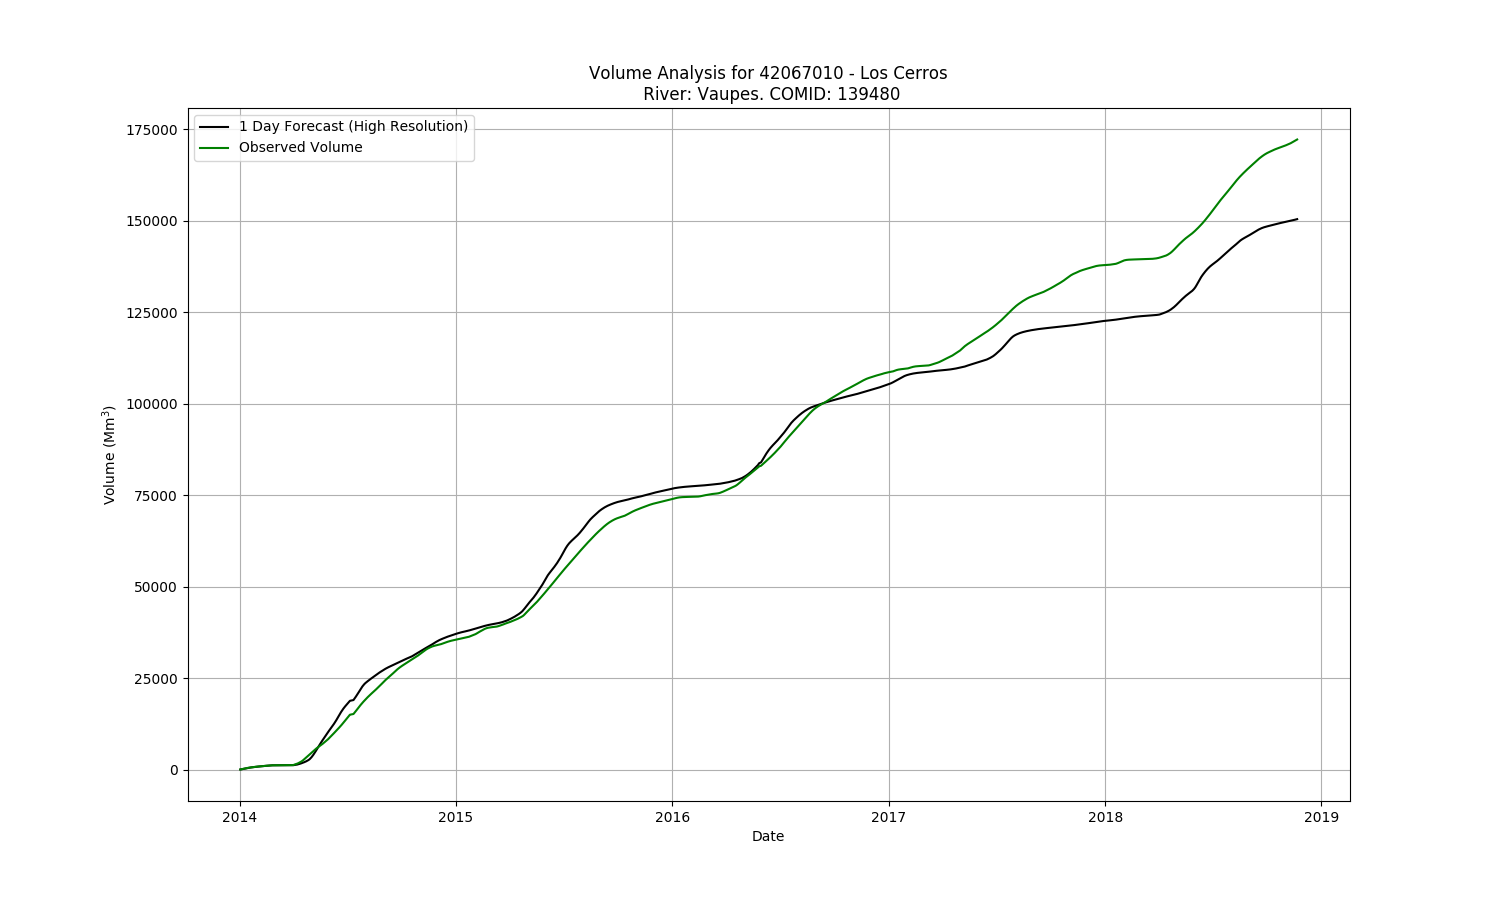 Volume Analysis for 42067010 - Los Cerros
River: Vaupes. COMID: 139480
1 Day Forecast (High Resolution)
Observed Volume
175000
150000
125000
100000
75000
50000
25000
0
Volume (Mm³)
2014 2015 2016 2017 2018 2019
Date